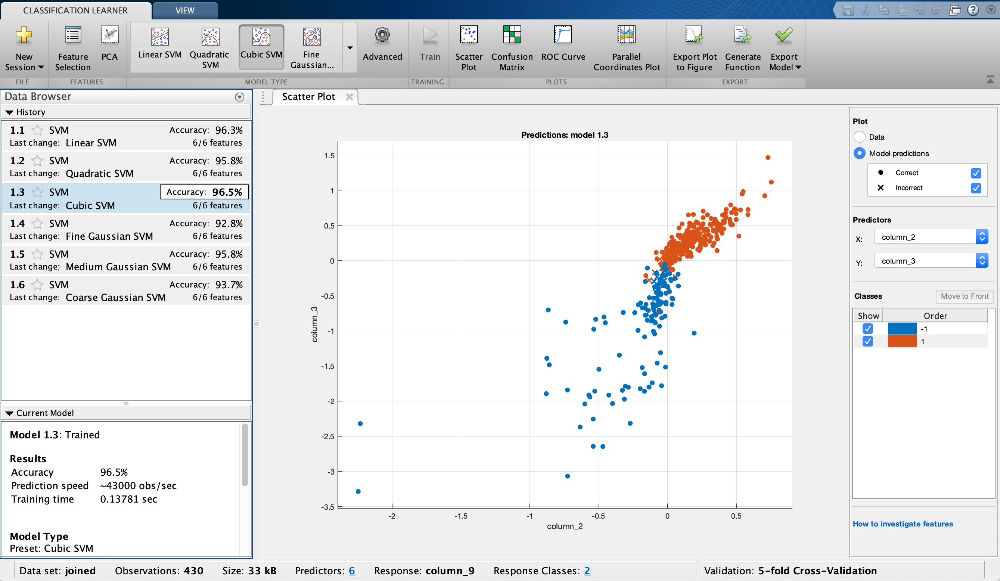 CLASSIFICATION LEARNER
VIEW
New Session
Feature Selection
PCA
Linear SVM
Quadratic SVM
Cubic SVM
Fine Gaussian...
Advanced
Train
Scatter Plot
Confusion Matrix
ROC Curve
Parallel Coordinates Plot
Export Plot to Figure
Generate Function
Export Model
FILE
FEATURES
MODEL TYPE
TRAINING
PLOTS
EXPORT
Data Browser
History
1.1 SVM Accuracy: 96.3%
Last change: Linear SVM 6/6 features
1.2 SVM Accuracy: 95.8%
Last change: Quadratic SVM 6/6 features
1.3 SVM Accuracy: 96.5%
Last change: Cubic SVM 6/6 features
1.4 SVM Accuracy: 92.8%
Last change: Fine Gaussian SVM 6/6 features
1.5 SVM Accuracy: 95.8%
Last change: Medium Gaussian SVM 6/6 features
1.6 SVM Accuracy: 93.7%
Last change: Coarse Gaussian SVM 6/6 features
Current Model
Model 1.3: Trained
Results
Accuracy 96.5%
Prediction speed ~43000 obs/sec
Training time 0.13781 sec
Model Type
Preset: Cubic SVM
Scatter Plot
Predictions: model 1.3
1.5
1
0.5
0
-0.5
-1
-1.5
-2
-2.5
-3
-3.5
column_3
-2 -1.5 -1 -0.5 0 0.5
column_2
Plot
Data
Model predictions
Correct
Incorrect
Predictors
X: column_2
Y: column_3
Classes Move to Front
Show Order
-1
1
How to investigate features
Data set: joined Observations: 430 Size: 33 kB Predictors: 6 Response: column_9 Response Classes: 2 Validation: 5-fold Cross-Validation